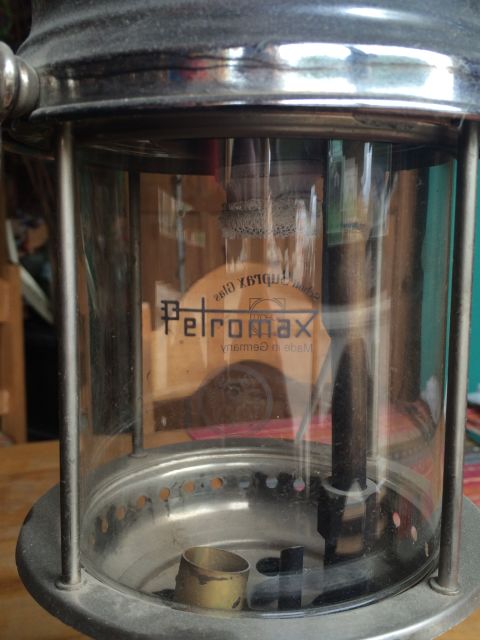 Schott Suprax Glas
Petromax
Made in Germany